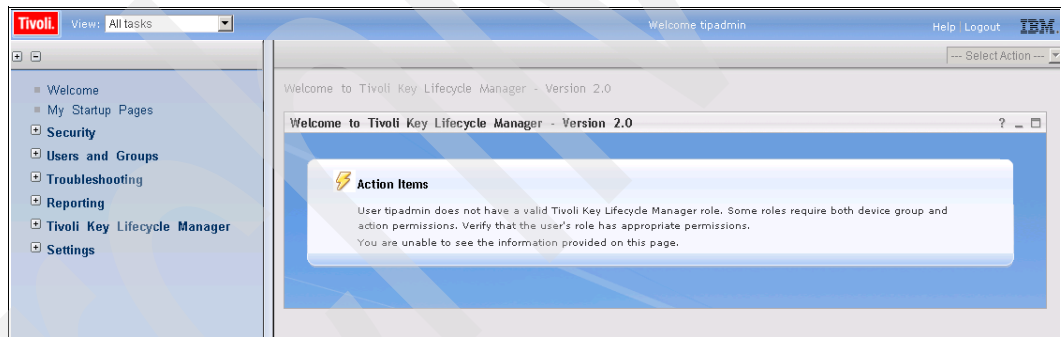 Tivoli. View: All tasks Welcome tipadmin Help Logout IBM.
--- Select Action ---
Welcome
My Startup Pages
Security
Users and Groups
Troubleshooting
Reporting
Tivoli Key Lifecycle Manager
Settings
Welcome to Tivoli Key Lifecycle Manager - Version 2.0
Welcome to Tivoli Key Lifecycle Manager - Version 2.0 ?
Action Items
User tipadmin does not have a valid Tivoli Key Lifecycle Manager role. Some roles require both device group and
action permissions. Verify that the user's role has appropriate permissions.
You are unable to see the information provided on this page.